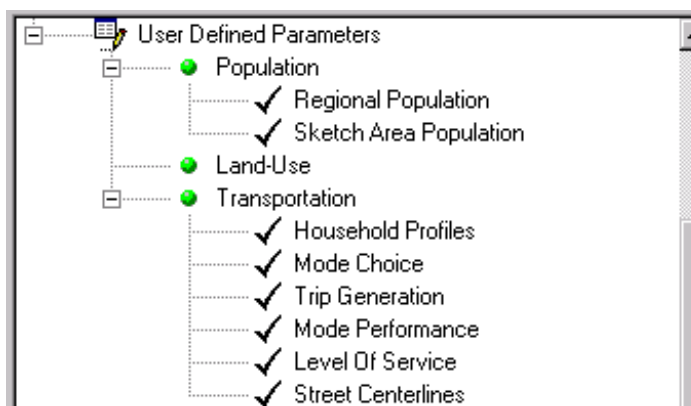 User Defined Parameters
Population
Regional Population
Sketch Area Population
Land-Use
Transportation
Household Profiles
Mode Choice
Trip Generation
Mode Performance
Level Of Service
Street Centerlines